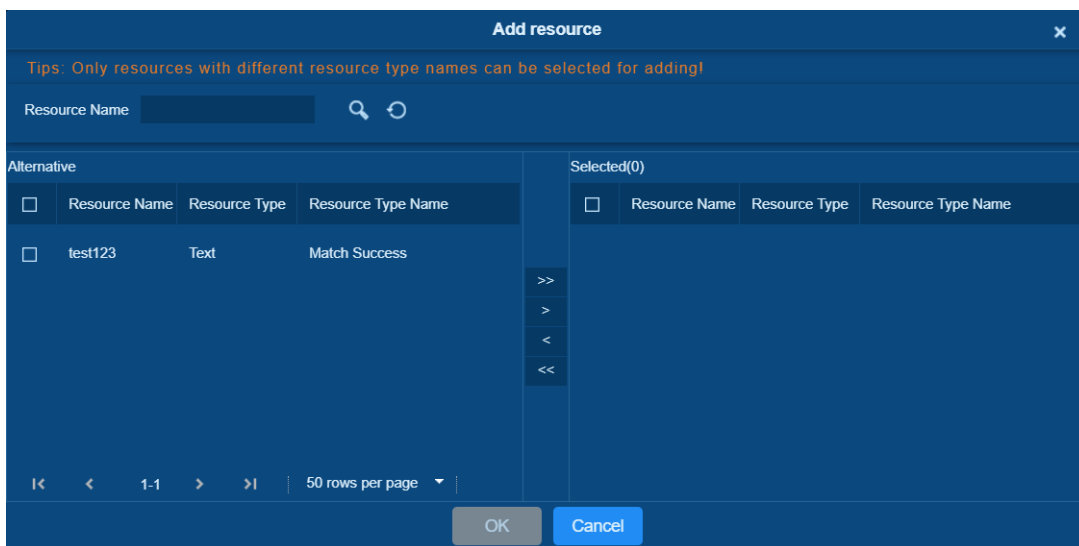 Add resource
Tips: Only resources with different resource type names can be selected for adding!
Resource Name
Alternative
Selected(0)
Resource Name Resource Type Resource Type Name
Resource Name Resource Type Resource Type Name
test123 Text Match Success
>>
>
<
<<
1-1
50 rows per page
OK
Cancel